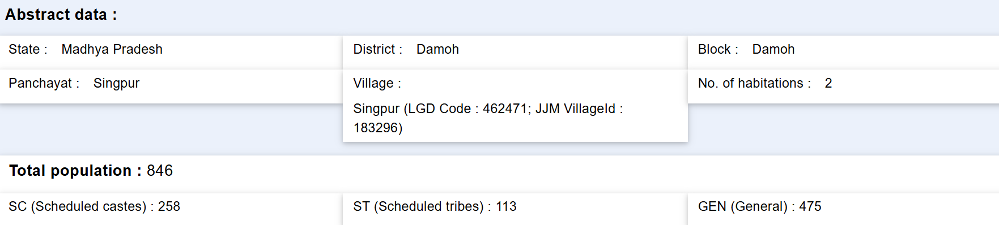 Abstract data :
State : Madhya Pradesh
District : Damoh
Block : Damoh
Panchayat : Singpur
Village :
Singpur (LGD Code : 462471; JJM VillageId :
183296)
No. of habitations : 2
Total population : 846
SC (Scheduled castes) : 258
ST (Scheduled tribes) : 113
GEN (General) : 475